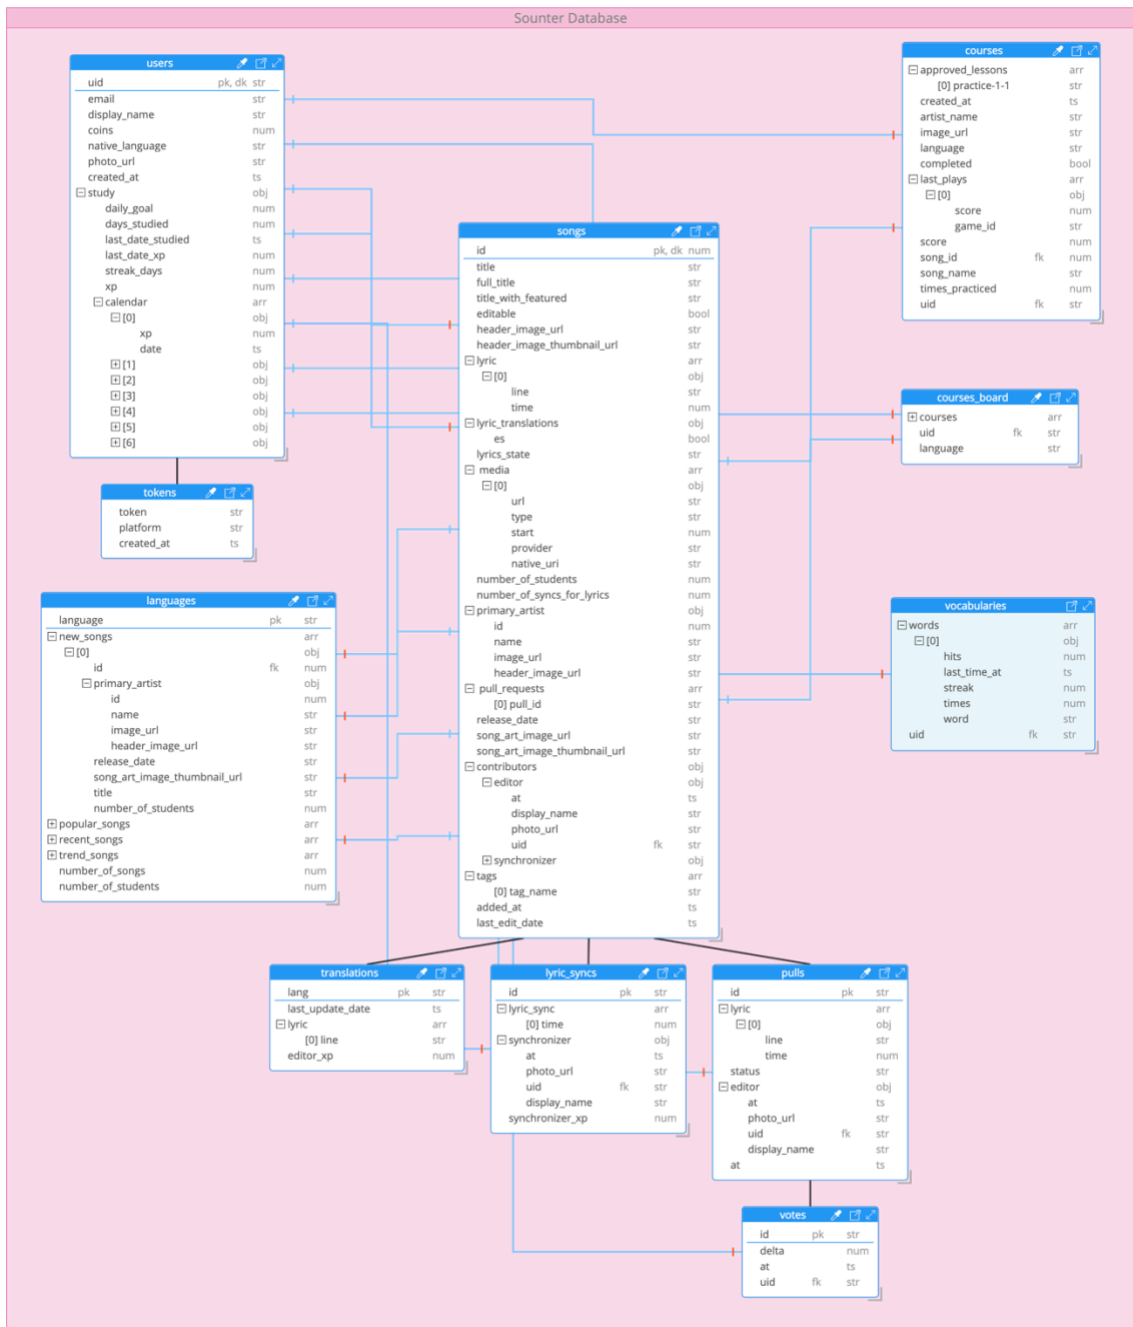 Sounter Database
users
uid pk, dk str
email str
display_name str
coins num
native_language str
photo_url str
created_at ts
study obj
daily_goal num
days_studied num
last_date_studied ts
last_date_xp num
streak_days num
xp num
calendar arr
[0] obj
xp num
date ts
[1] obj
[2] obj
[3] obj
[4] obj
[5] obj
[6] obj
tokens
token str
platform str
created_at ts
languages
language pk str
new_songs arr
[0] obj
id fk num
primary_artist obj
id num
name str
image_url str
header_image_url str
release_date str
song_art_image_thumbnail_url str
title str
number_of_students num
popular_songs arr
recent_songs arr
trend_songs arr
number_of_songs num
number_of_students num
songs
id pk, dk num
title str
full_title str
title_with_featured str
editable bool
header_image_url str
header_image_thumbnail_url str
lyric arr
[0] obj
line str
time num
lyric_translations obj
es bool
lyrics_state str
media arr
[0] obj
url str
type str
start num
provider str
native_uri str
number_of_students num
number_of_syncs_for_lyrics num
primary_artist obj
id num
name str
image_url str
header_image_url str
pull_requests arr
[0] pull_id str
release_date str
song_art_image_url str
song_art_image_thumbnail_url str
contributors obj
editor obj
at ts
display_name str
photo_url str
uid fk str
synchronizer obj
tags arr
[0] tag_name str
added_at ts
last_edit_date ts
courses
approved_lessons arr
[0] practice-1-1 str
created_at ts
artist_name str
image_url str
language str
completed bool
last_plays arr
[0] obj
score num
game_id str
score num
song_id fk num
song_name str
times_practiced num
uid fk str
courses_board
courses arr
uid fk str
language str
vocabularies
words arr
[0] obj
hits num
last_time_at ts
streak num
times num
word str
uid fk str
translations
lang pk str
last_update_date ts
lyric arr
[0] line str
editor_xp num
lyric_syncs
id pk str
lyric_sync arr
[0] time num
synchronizer obj
at ts
photo_url str
uid fk str
display_name str
synchronizer_xp num
pulls
id pk str
lyric arr
[0] obj
line str
time num
status str
editor obj
at ts
photo_url str
uid fk str
display_name str
at ts
votes
id pk str
delta num
at ts
uid fk str